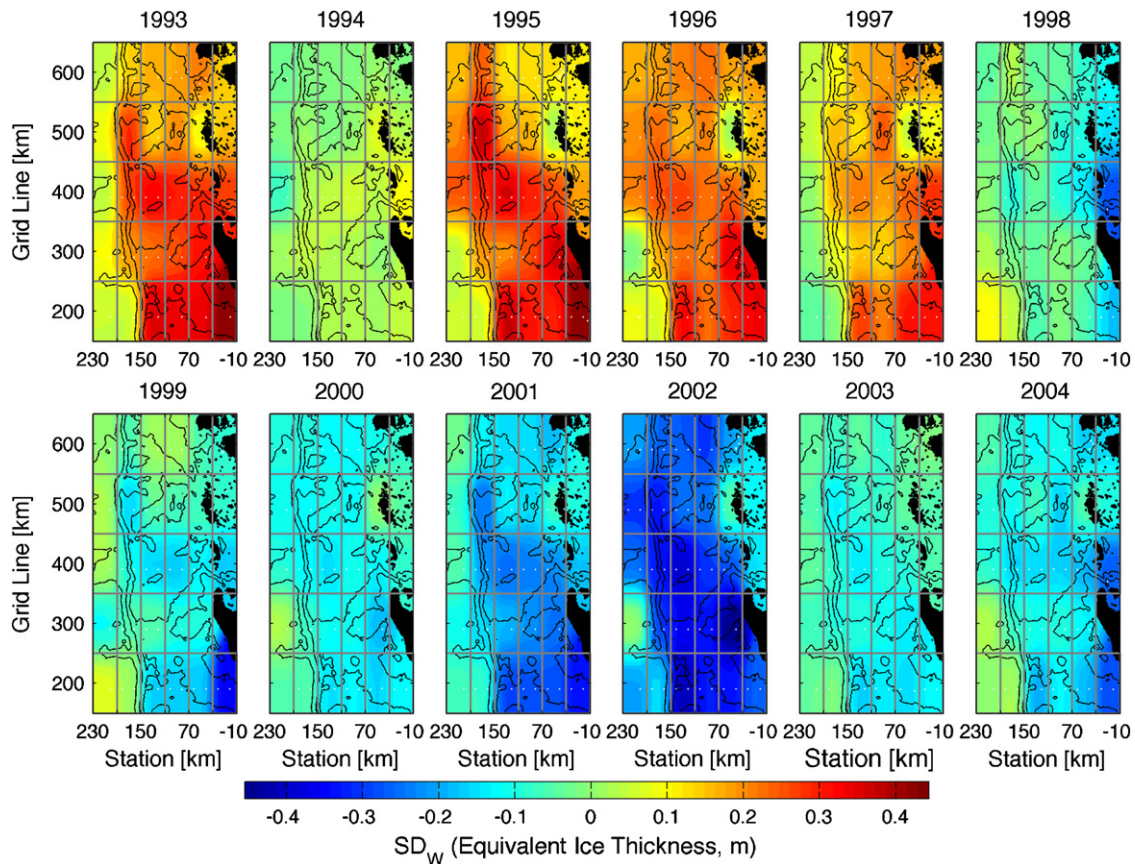 1993 1994 1995 1996 1997 1998
600
500
400
300
200
Grid Line [km]
230 150 70 -10 230 150 70 -10 230 150 70 -10 230 150 70 -10 230 150 70 -10 230 150 70 -10
1999 2000 2001 2002 2003 2004
600
500
400
300
200
Grid Line [km]
230 150 70 -10 230 150 70 -10 230 150 70 -10 230 150 70 -10 230 150 70 -10 230 150 70 -10
Station [km] Station [km] Station [km] Station [km] Station [km] Station [km]
-0.4 -0.3 -0.2 -0.1 0 0.1 0.2 0.3 0.4
SDW (Equivalent Ice Thickness, m)